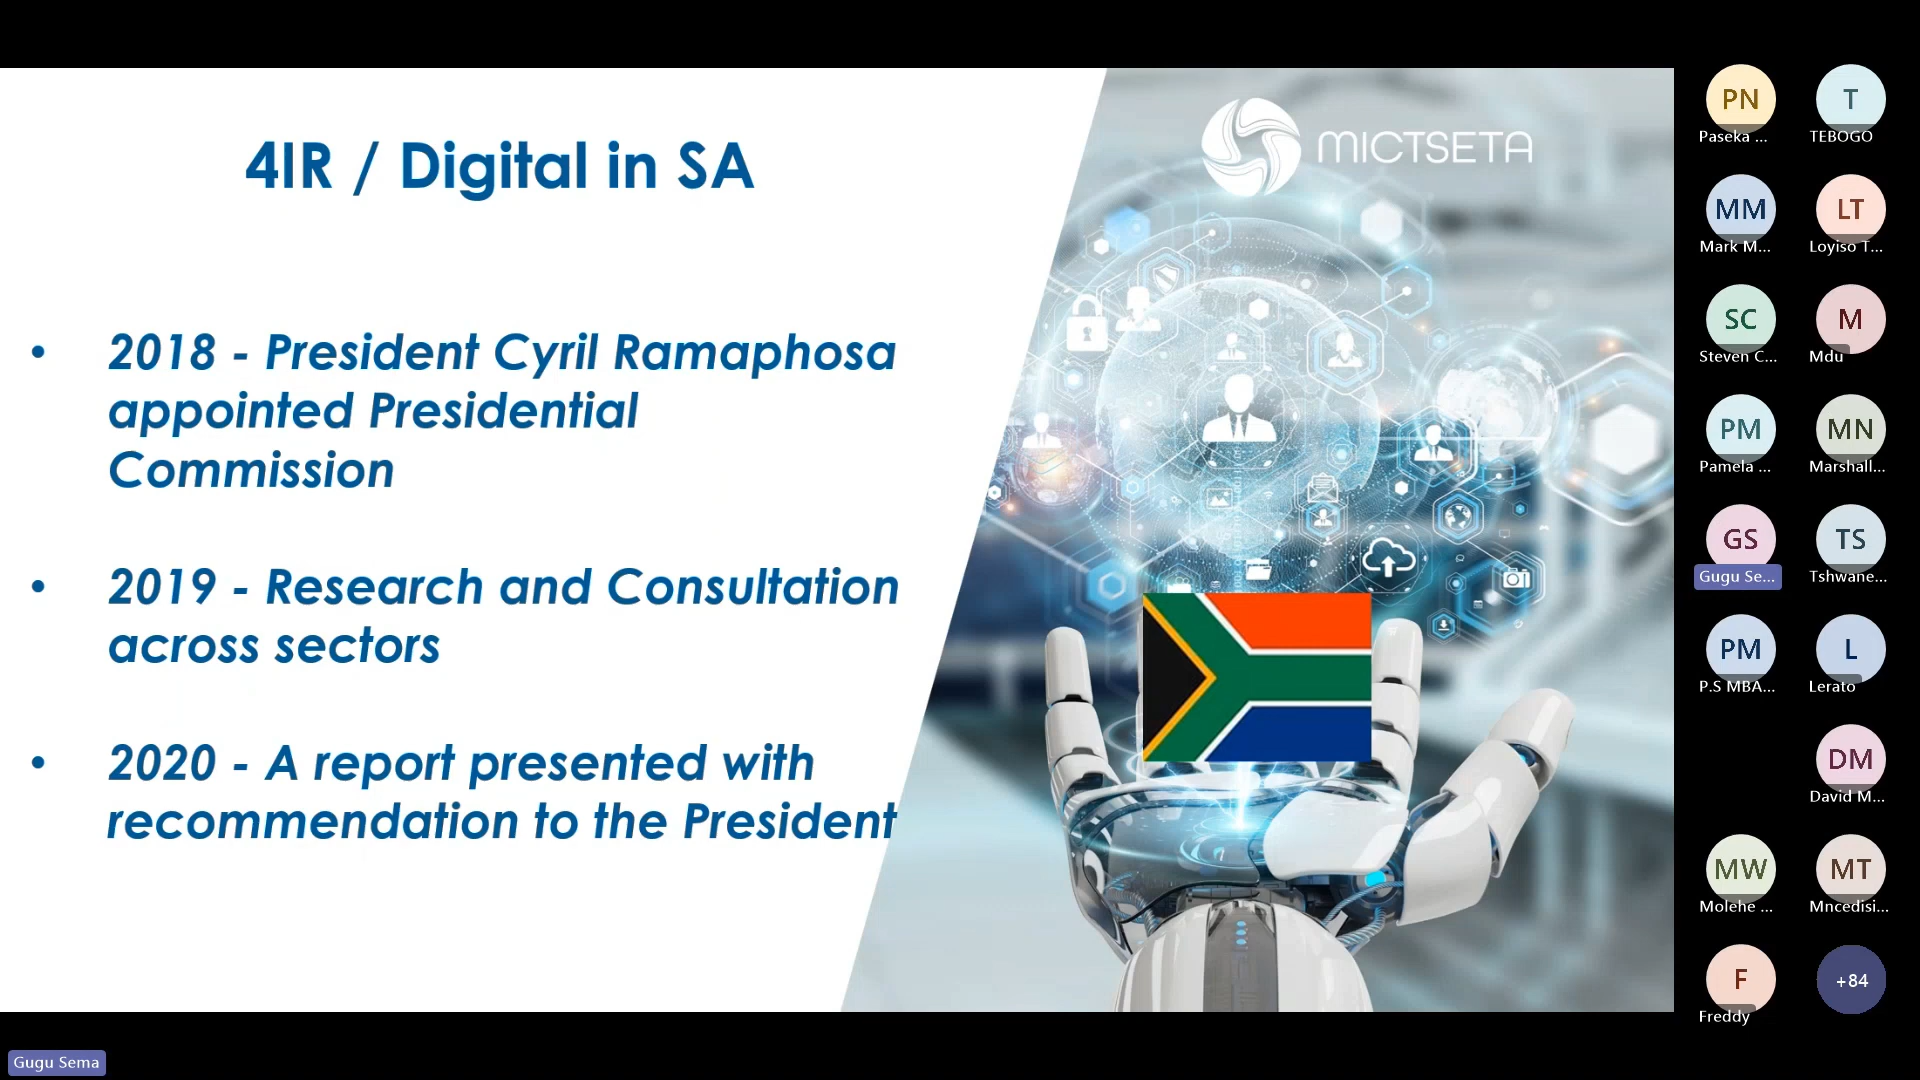 4IR / Digital in SA
• 2018 - President Cyril Ramaphosa
appointed Presidential
Commission
• 2019 - Research and Consultation
across sectors
• 2020 - A report presented with
recommendation to the President
MICTSETA
PN
Paseka ...
T
TEBOGO
MM
Mark M...
LT
Loyiso T...
SC
Steven C...
M
Mdu
PM
Pamela ...
MN
Marshall...
GS
Gugu Se...
TS
Tshwane...
PM
P.S MBA...
L
Lerato
DM
David M...
MW
Molehe ...
MT
Mncedisi...
F
Freddy
+84
Gugu Sema